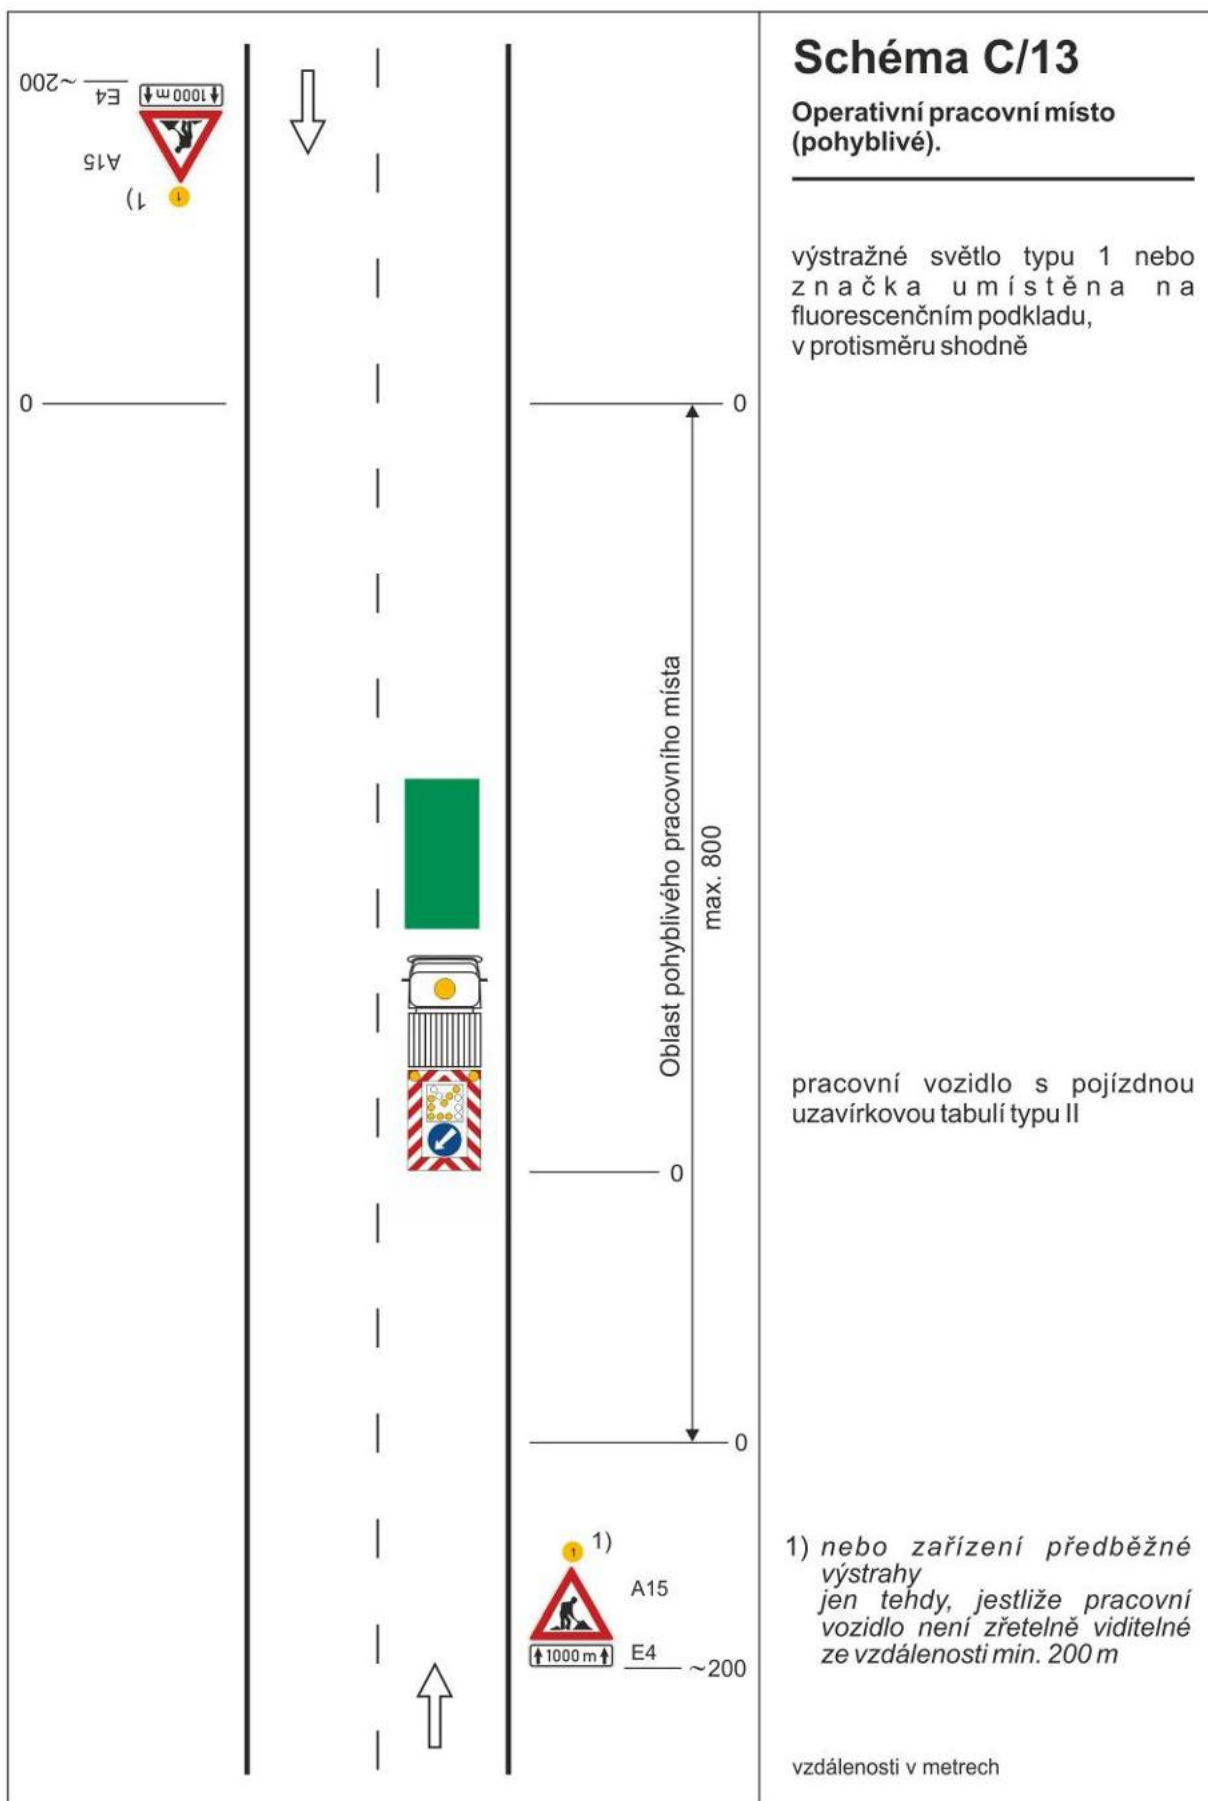 Schéma C/13
Operativní pracovní místo
(pohyblivé).
výstražné světlo typu 1 nebo
značka umístěna na
fluorescenčním podkladu,
v protisměru shodně
~200
E4
1000 m
A15
1)
1
0
0
Oblast pohyblivého pracovního místa
max. 800
pracovní vozidlo s pojízdnou
uzavírkovou tabulí typu II
0
0
1
1)
A15
1000 m
E4
~200
1) nebo zařízení předběžné
výstrahy
jen tehdy, jestliže pracovní
vozidlo není zřetelně viditelné
ze vzdálenosti min. 200 m
vzdálenosti v metrech